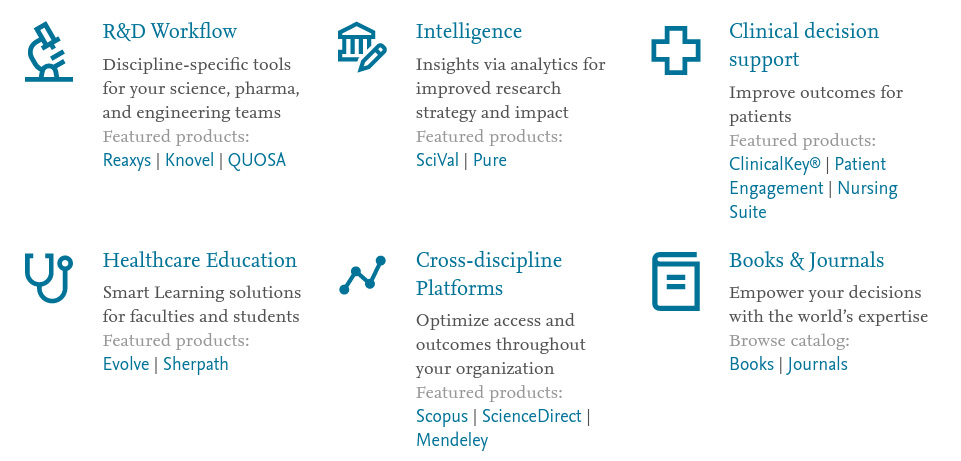 R&D Workflow
Discipline-specific tools
for your science, pharma,
and engineering teams
Featured products:
Reaxys | Knovel | QUOSA
Intelligence
Insights via analytics for
improved research
strategy and impact
Featured products:
SciVal | Pure
Clinical decision
support
Improve outcomes for
patients
Featured products:
ClinicalKey® | Patient
Engagement | Nursing
Suite
Healthcare Education
Smart Learning solutions
for faculties and students
Featured products:
Evolve | Sherpath
Cross-discipline
Platforms
Optimize access and
outcomes throughout
your organization
Featured products:
Scopus | ScienceDirect |
Mendeley
Books & Journals
Empower your decisions
with the world’s expertise
Browse catalog:
Books | Journals